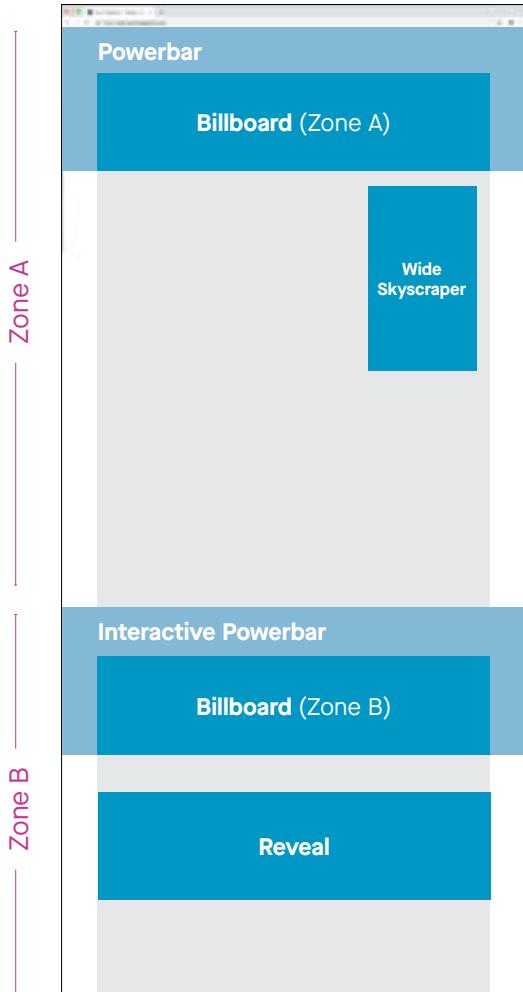 Powerbar
Billboard (Zone A)
Wide
Skyscraper
Zone A
Interactive Powerbar
Billboard (Zone B)
Zone B
Reveal